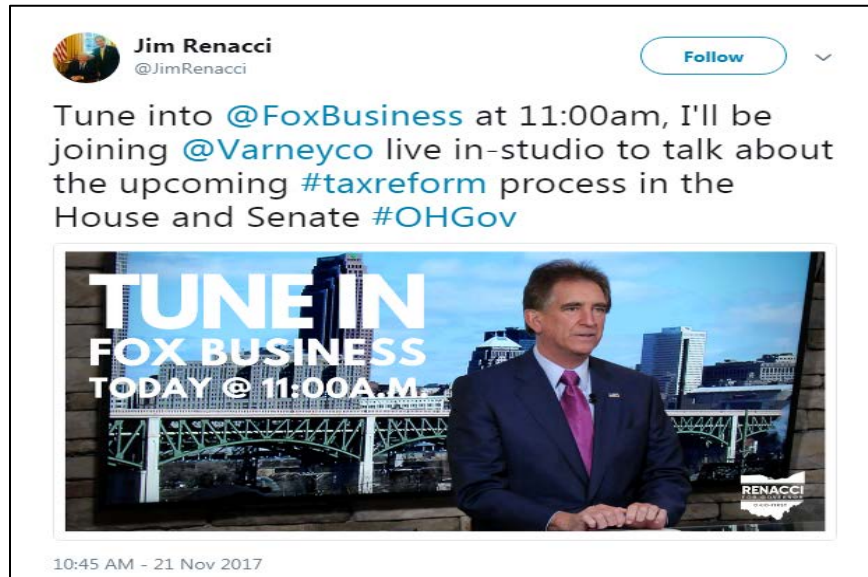 Jim Renacci
@JimRenacci
Follow
Tune into @FoxBusiness at 11:00am, I'll be
joining @Varneyco live in-studio to talk about
the upcoming #taxreform process in the
House and Senate #OHGov
TUNE IN
FOX BUSINESS
TODAY @ 11:00A.M.
RENACCI
FOR GOVERNOR
10:45 AM - 21 Nov 2017